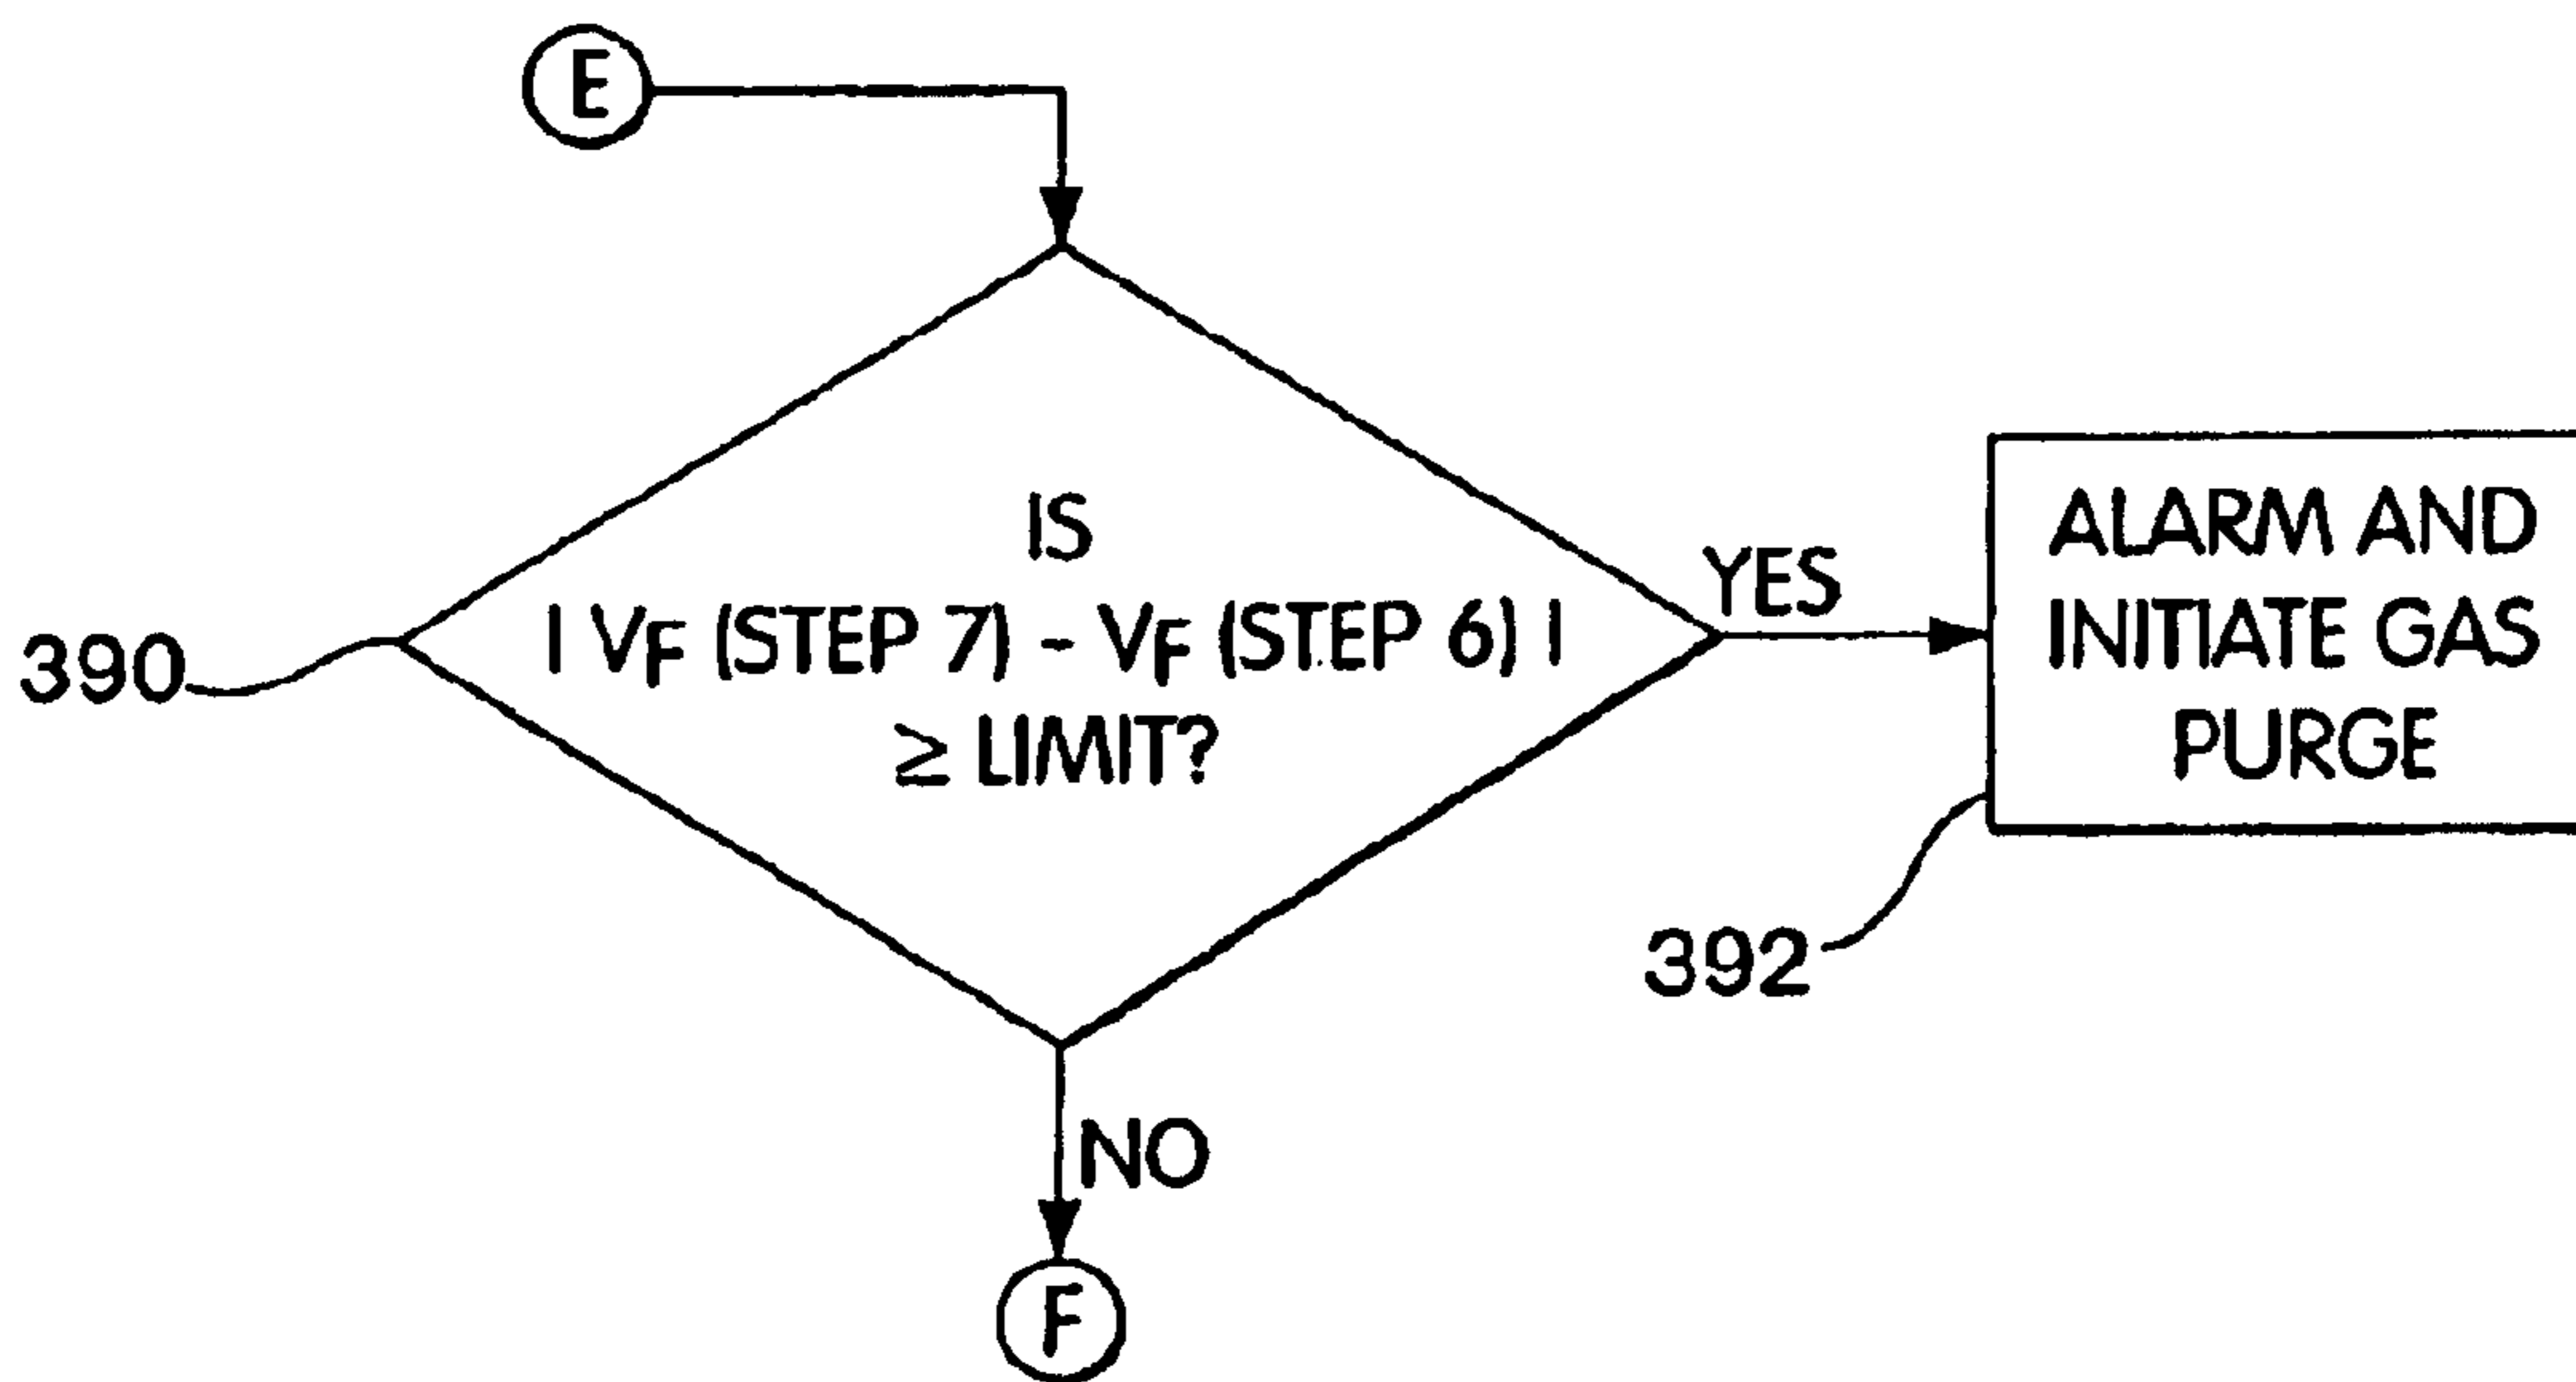 E
IS
| VF (STEP 7) - VF (STEP 6) |
≥ LIMIT?
YES
ALARM AND
INITIATE GAS
PURGE
390
392
NO
F